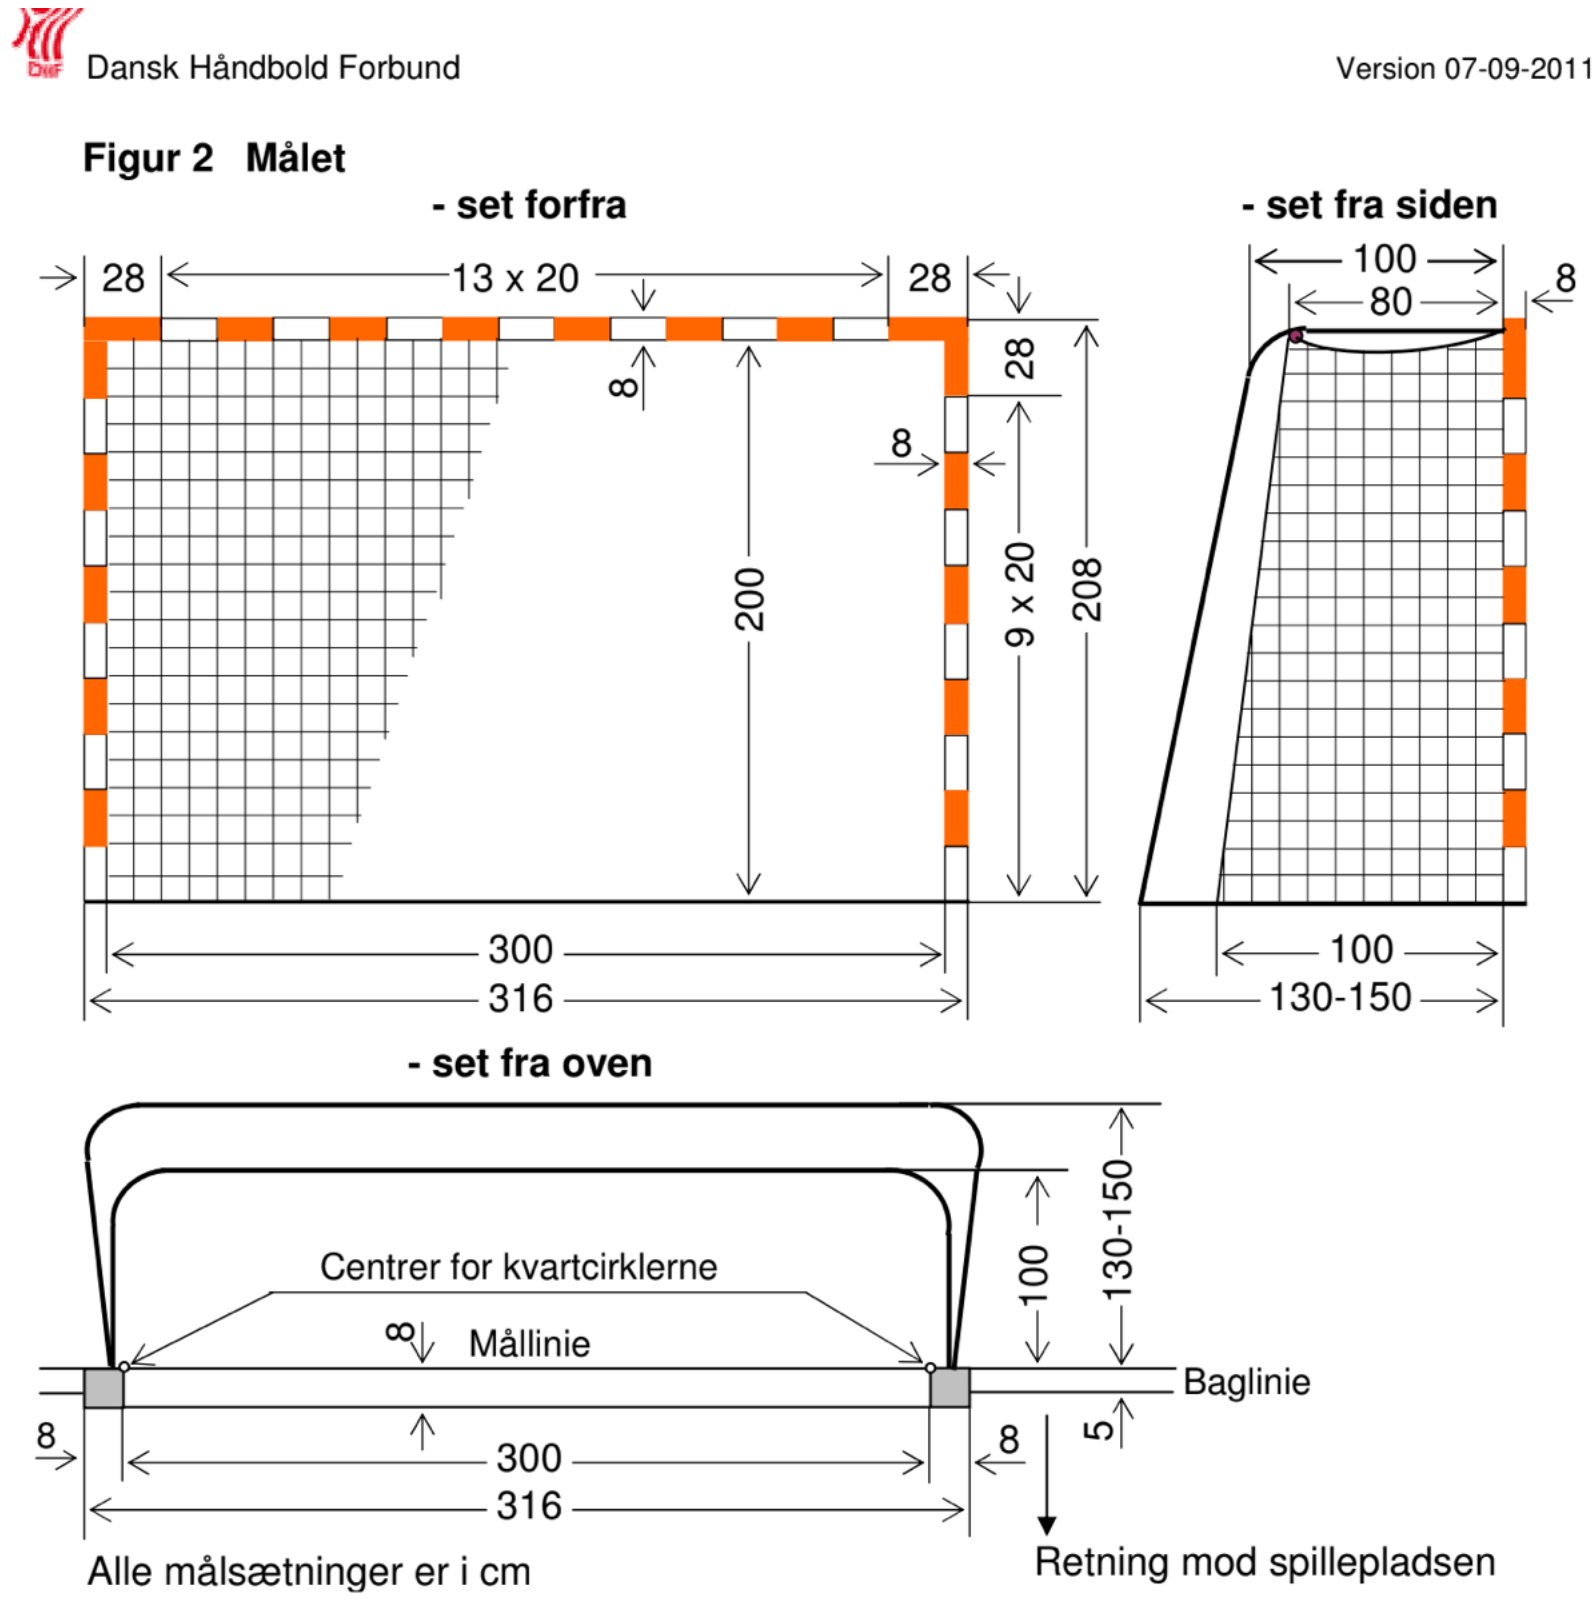 DHF
Dansk Håndbold Forbund
Version 07-09-2011
Figur 2 Målet
- set forfra
- set fra siden
28
13 x 20
28
100
80
8
8
28
8
200
9 x 20
208
300
316
100
130-150
- set fra oven
Centrer for kvartcirklerne
8
Mållinie
100
130-150
Baglinie
8
300
8
5
316
Alle målsætninger er i cm
Retning mod spillepladsen